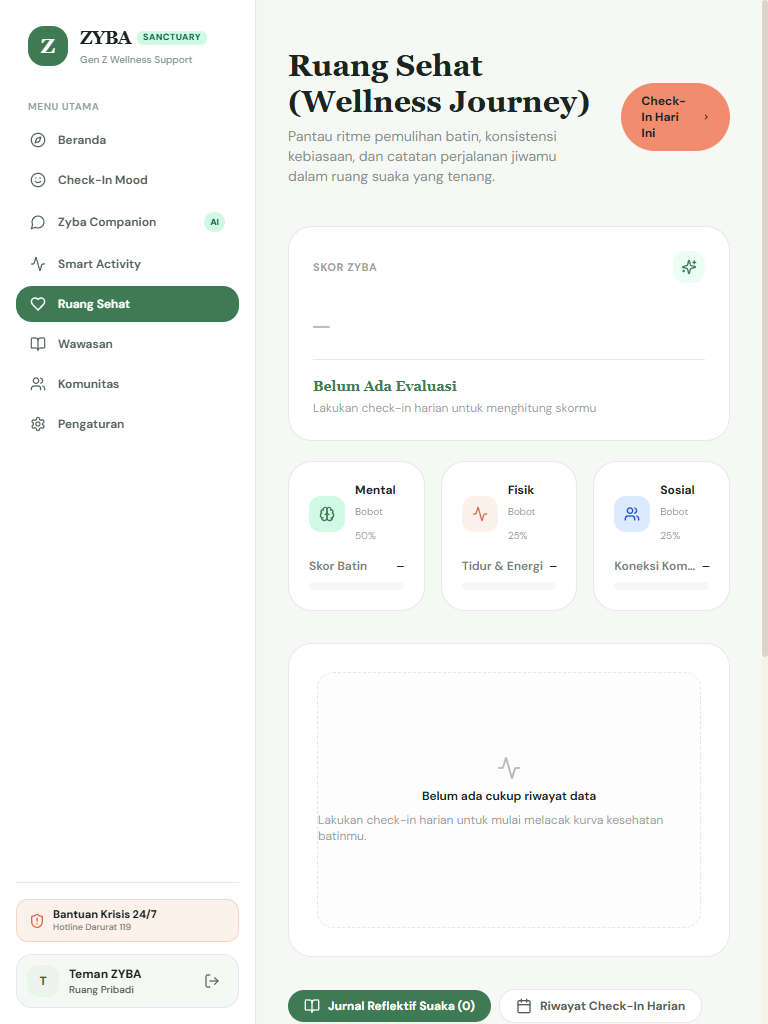 Z
ZYBA SANCTUARY
Gen Z Wellness Support
MENU UTAMA
Beranda
Check-In Mood
Zyba Companion AI
Smart Activity
Ruang Sehat
Wawasan
Komunitas
Pengaturan
Bantuan Krisis 24/7
Hotline Darurat 119
T
Teman ZYBA
Ruang Pribadi
Ruang Sehat
(Wellness Journey)
Pantau ritme pemulihan batin, konsistensi
kebiasaan, dan catatan perjalanan jiwamu
dalam ruang suaka yang tenang.
Check-
In Hari
Ini
SKOR ZYBA
—
Belum Ada Evaluasi
Lakukan check-in harian untuk menghitung skormu
Mental
Bobot
50%
Skor Batin –
Fisik
Bobot
25%
Tidur & Energi –
Sosial
Bobot
25%
Koneksi Kom... –
Belum ada cukup riwayat data
Lakukan check-in harian untuk mulai melacak kurva kesehatan
batinmu.
Jurnal Reflektif Suaka (0)
Riwayat Check-In Harian